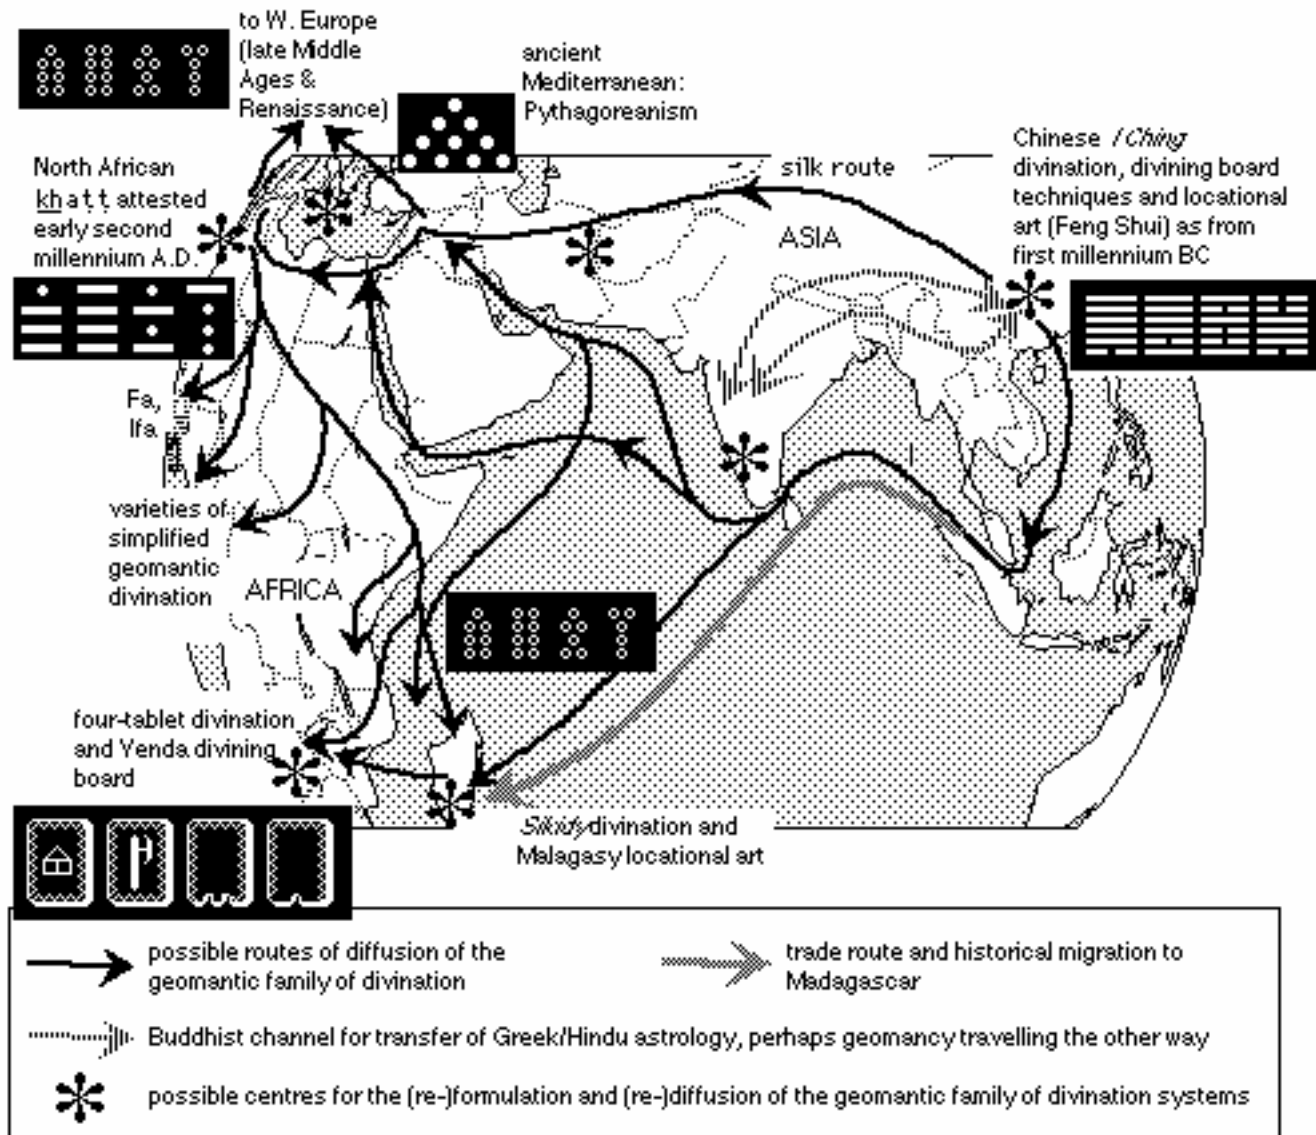 to W. Europe
(late Middle
Ages &
Renaissance)
ancient
Mediterranean:
Pythagoreanism
North African
khatt attested
early second
millennium A.D.
silk route
Chinese I Ching
divination, divining board
techniques and locational
art (Feng Shui) as from
first millennium BC
ASIA
Fa,
Ifa
varieties of
simplified
geomantic
divination
AFRICA
four-tablet divination
and Venda divining
board
Sikidy divination and
Malagasy locational art
possible routes of diffusion of the
geomantic family of divination
trade route and historical migration to
Madagascar
Buddhist channel for transfer of Greek/Hindu astrology, perhaps geomancy travelling the other way
possible centres for the (re-)formulation and (re-)diffusion of the geomantic family of divination systems